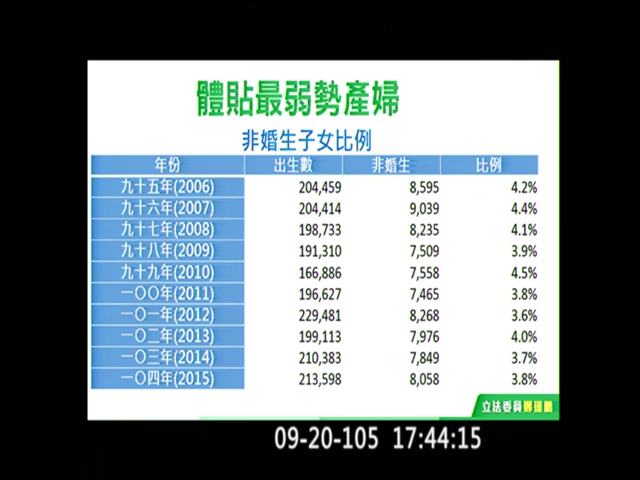 體貼最弱勢產婦
非婚生子女比例
年份 出生數 非婚生 比例
九十五年(2006) 204,459 8,595 4.2%
九十六年(2007) 204,414 9,039 4.4%
九十七年(2008) 198,733 8,235 4.1%
九十八年(2009) 191,310 7,509 3.9%
九十九年(2010) 166,886 7,558 4.5%
一〇〇年(2011) 196,627 7,465 3.8%
一〇一年(2012) 229,481 8,268 3.6%
一〇二年(2013) 199,113 7,976 4.0%
一〇三年(2014) 210,383 7,849 3.7%
一〇四年(2015) 213,598 8,058 3.8%
立法委員鄭運鵬
09-20-105 17:44:15